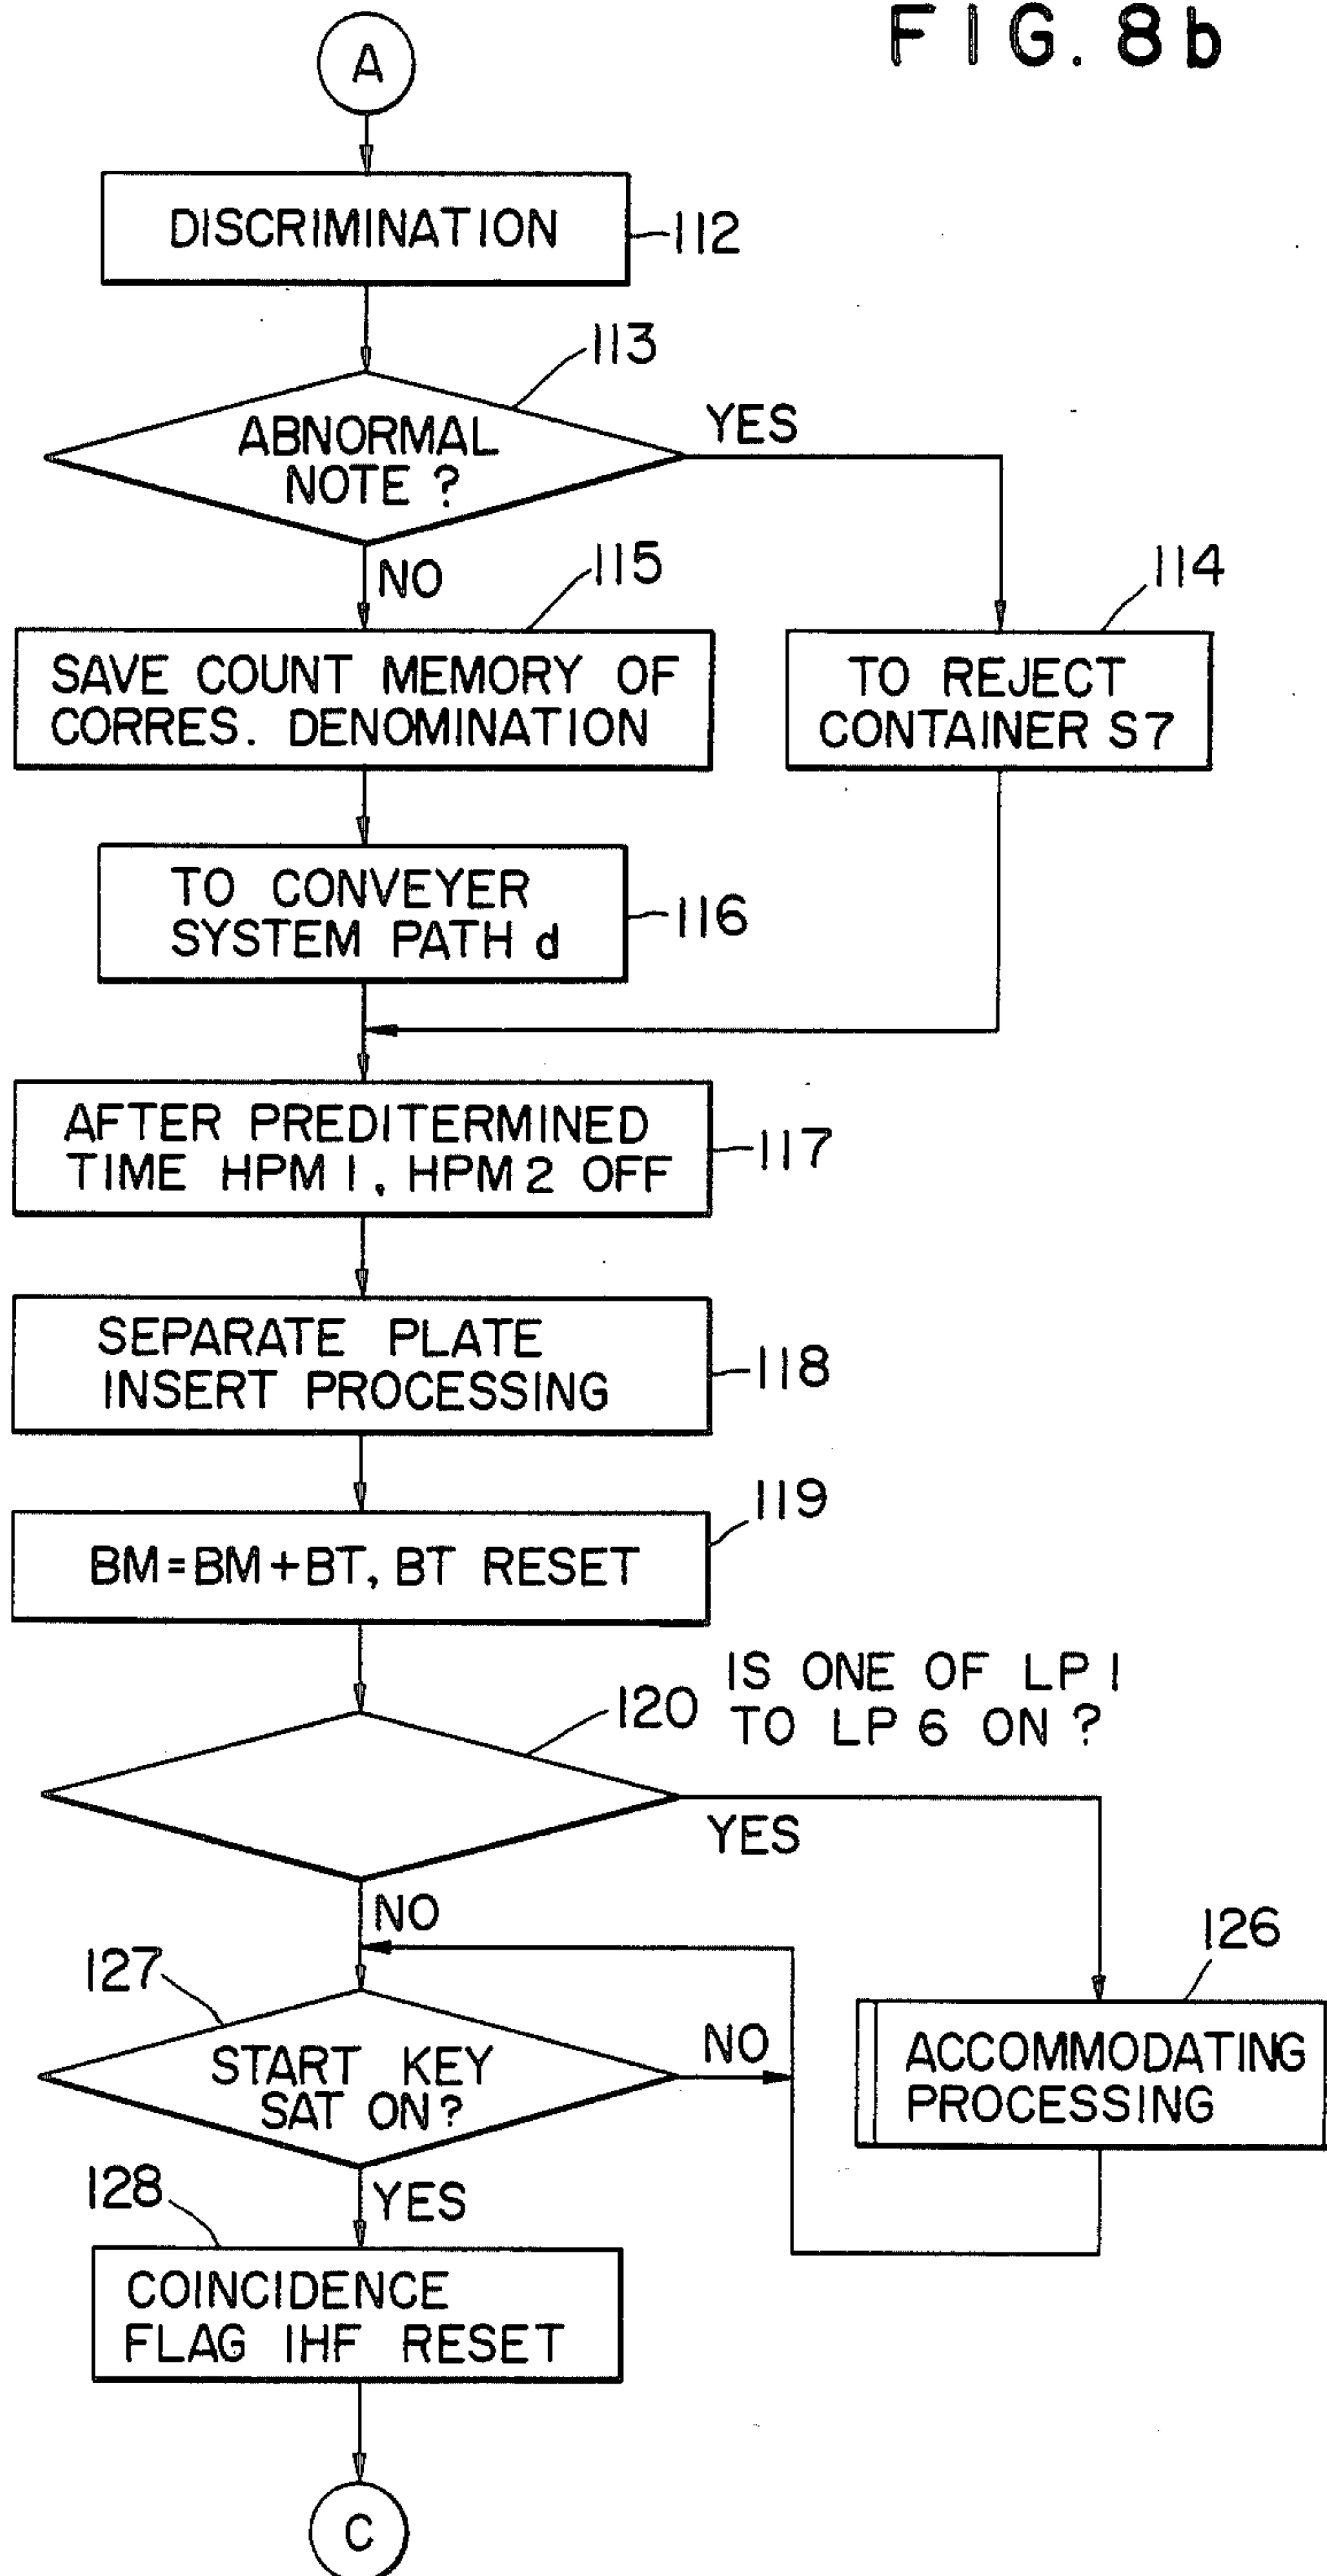 FIG. 8b
A
DISCRIMINATION
112
113
ABNORMAL
NOTE ?
YES
NO
115
114
SAVE COUNT MEMORY OF
CORRES. DENOMINATION
TO REJECT
CONTAINER S7
TO CONVEYER
SYSTEM PATH d
116
AFTER PREDITERMINED
TIME HPM 1, HPM 2 OFF
117
SEPARATE PLATE
INSERT PROCESSING
118
119
BM=BM+BT, BT RESET
120
IS ONE OF LP 1
TO LP 6 ON ?
YES
NO
127
126
START KEY
SAT ON ?
NO
ACCOMMODATING
PROCESSING
128
YES
COINCIDENCE
FLAG IHF RESET
C